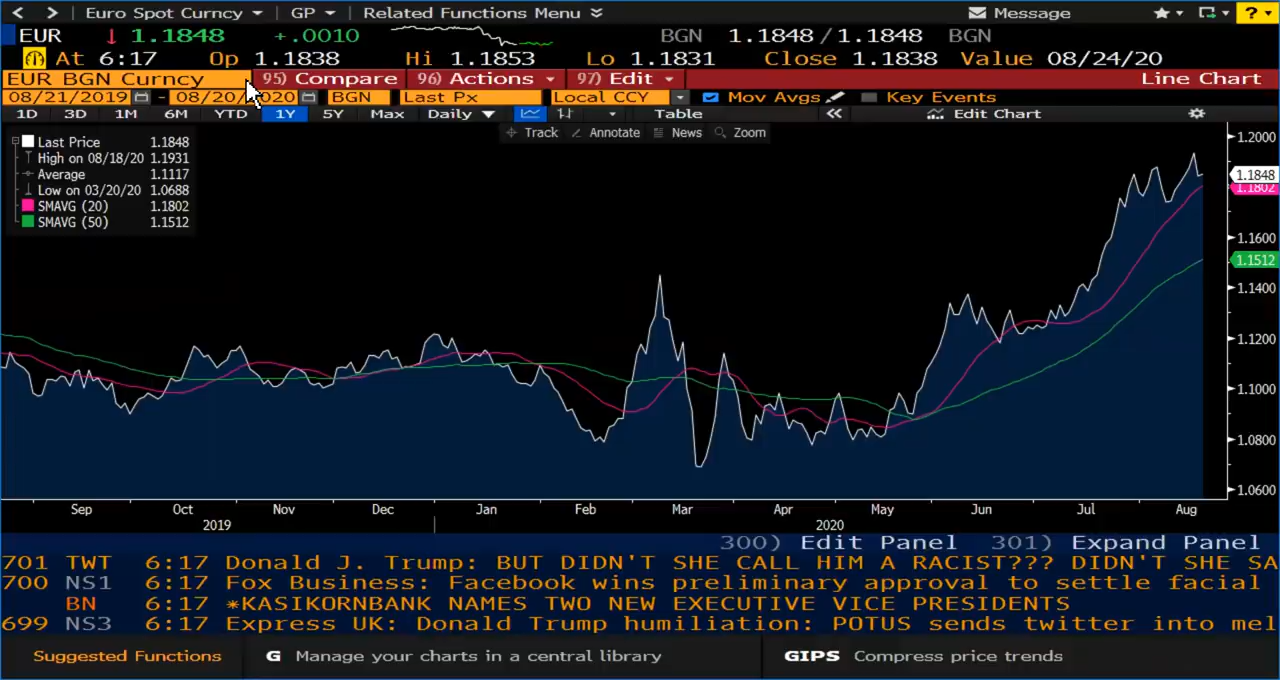 Euro Spot Curncy GP Related Functions Menu Message ?
EUR 1.1848 +.0010 BGN 1.1848 / 1.1848 BGN
At 6:17 Op 1.1838 Hi 1.1853 Lo 1.1831 Close 1.1838 Value 08/24/20
EUR BGN Curncy 95) Compare 96) Actions 97) Edit Line Chart
08/21/2019 - 08/20/2020 BGN Last Px Local CCY Mov Avgs Key Events
1D 3D 1M 6M YTD 1Y 5Y Max Daily Table Edit Chart
Track Annotate News Zoom
Last Price 1.1848
High on 08/18/20 1.1931
Average 1.1117
Low on 03/20/20 1.0688
SMAVG (20) 1.1802
SMAVG (50) 1.1512
1.2000
1.1848
1.1802
1.1600
1.1512
1.1400
1.1200
1.1000
1.0800
1.0600
Sep Oct Nov Dec Jan Feb Mar Apr May Jun Jul Aug
2019 2020
300) Edit Panel 301) Expand Panel
701 TWT 6:17 Donald J. Trump: BUT DIDN'T SHE CALL HIM A RACIST??? DIDN'T SHE SA
700 NS1 6:17 Fox Business: Facebook wins preliminary approval to settle facial
BN 6:17 *KASIKORNBANK NAMES TWO NEW EXECUTIVE VICE PRESIDENTS
699 NS3 6:17 Express UK: Donald Trump humiliation: POTUS sends twitter into mel
Suggested Functions G Manage your charts in a central library GIPS Compress price trends